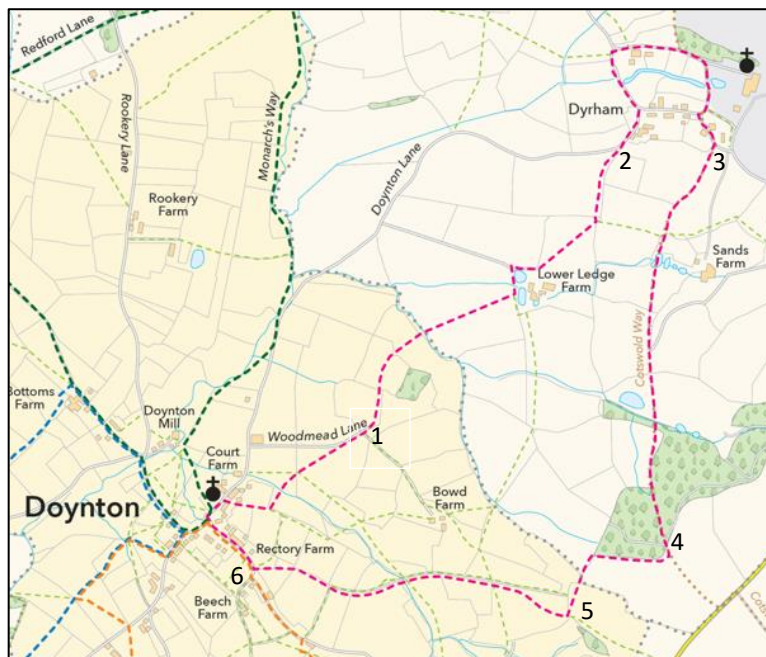 Redford Lane
Rookery Lane
Monarch's Way
Doynton Lane
Dyrham
2
3
Rookery
Farm
Sands
Farm
Lower Ledge
Farm
Cotswold Way
Bottoms
Farm
Doynton
Mill
Woodmead Lane
1
Court
Farm
Bowd
Farm
Doynton
Rectory Farm
4
6
Beech
Farm
5